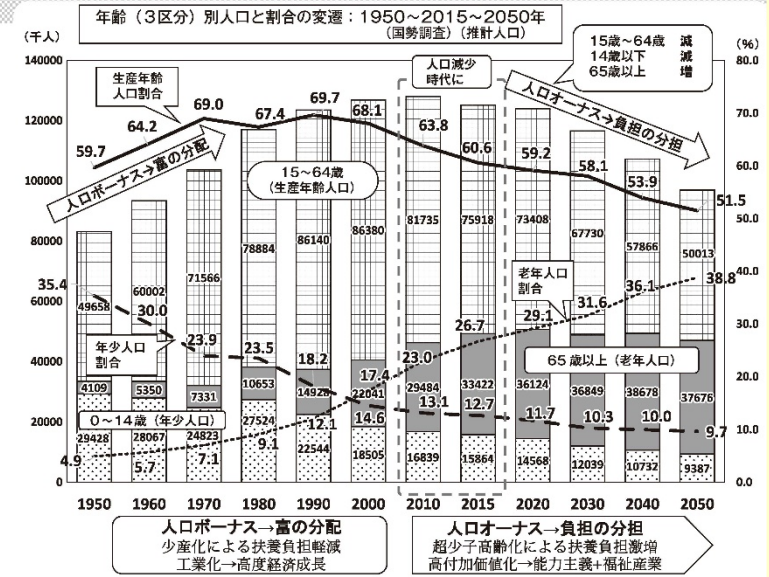 年齢（３区分）別人口と割合の変遷：1950～2015～2050年
（国勢調査）（推計人口）
（千人）
（%）
140000
120000
100000
80000
60000
40000
20000
0
80.0
70.0
60.0
50.0
40.0
30.0
20.0
10.0
0.0
生産年齢
人口割合
人口減少
時代に
15歳～64歳　減
14歳以下　減
65歳以上　増
人口ボーナス→富の分配
人口オーナス→負担の分担
15～64歳
（生産年齢人口）
年少人口
割合
老年人口
割合
65歳以上（老年人口）
0～14歳（年少人口）
59.7 64.2 69.0 67.4 69.7 68.1 63.8 60.6 59.2 58.1 53.9 51.5
49658 60002 71566 78884 86140 86380 81735 75918 73408 67730 57866 50013
35.4 30.0 23.9 23.5 18.2 14.6 13.1 12.7 11.7 10.3 10.0 9.7
4109 5350 7331 10653 14928 22041 29484 33422 36124 36849 38678 37676
4.9 5.7 7.1 9.1 12.1 17.4 23.0 26.7 29.1 31.6 36.1 38.8
29428 28067 24823 27524 22544 18505 16839 15864 14568 12039 10732 9387
1950 1960 1970 1980 1990 2000 2010 2015 2020 2030 2040 2050
人口ボーナス→富の分配
少産化による扶養負担軽減
工業化→高度経済成長
人口オーナス→負担の分担
超少子高齢化による扶養負担激増
高付加価値化→能力主義+福祉産業